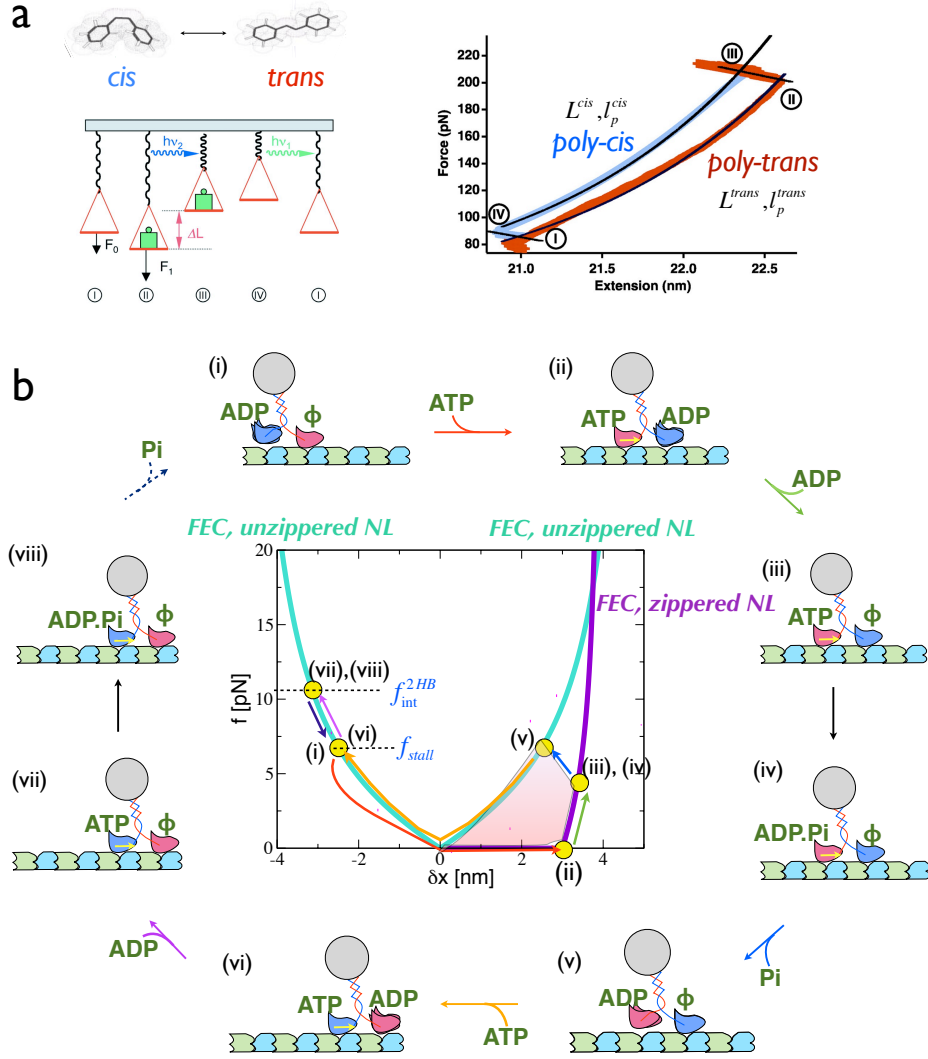 a
cis
trans
hν₂
hν₁
ΔL
F₀
F₁
I
II
III
IV
I
Force (pN)
220
200
180
160
140
120
100
80
21.0
21.5
22.0
22.5
Extension (nm)
III
II
IV
I
L^cis, l_p^cis
poly-cis
poly-trans
L^trans, l_p^trans
b
(i)
ADP
ϕ
ATP
(ii)
ATP
ADP
Pi
ADP
FEC, unzippered NL
FEC, unzippered NL
FEC, zippered NL
(viii)
ADP.Pi
ϕ
(iii)
ATP
ϕ
f [pN]
20
15
10
5
0
-4
-2
0
2
4
δx [nm]
(vii),(viii)
f_int^2HB
(vi)
f_stall
(i)
(v)
(iii), (iv)
(ii)
(vii)
ATP
ϕ
(iv)
ADP.Pi
ϕ
ADP
(vi)
ATP
ADP
ATP
(v)
ADP
ϕ
Pi